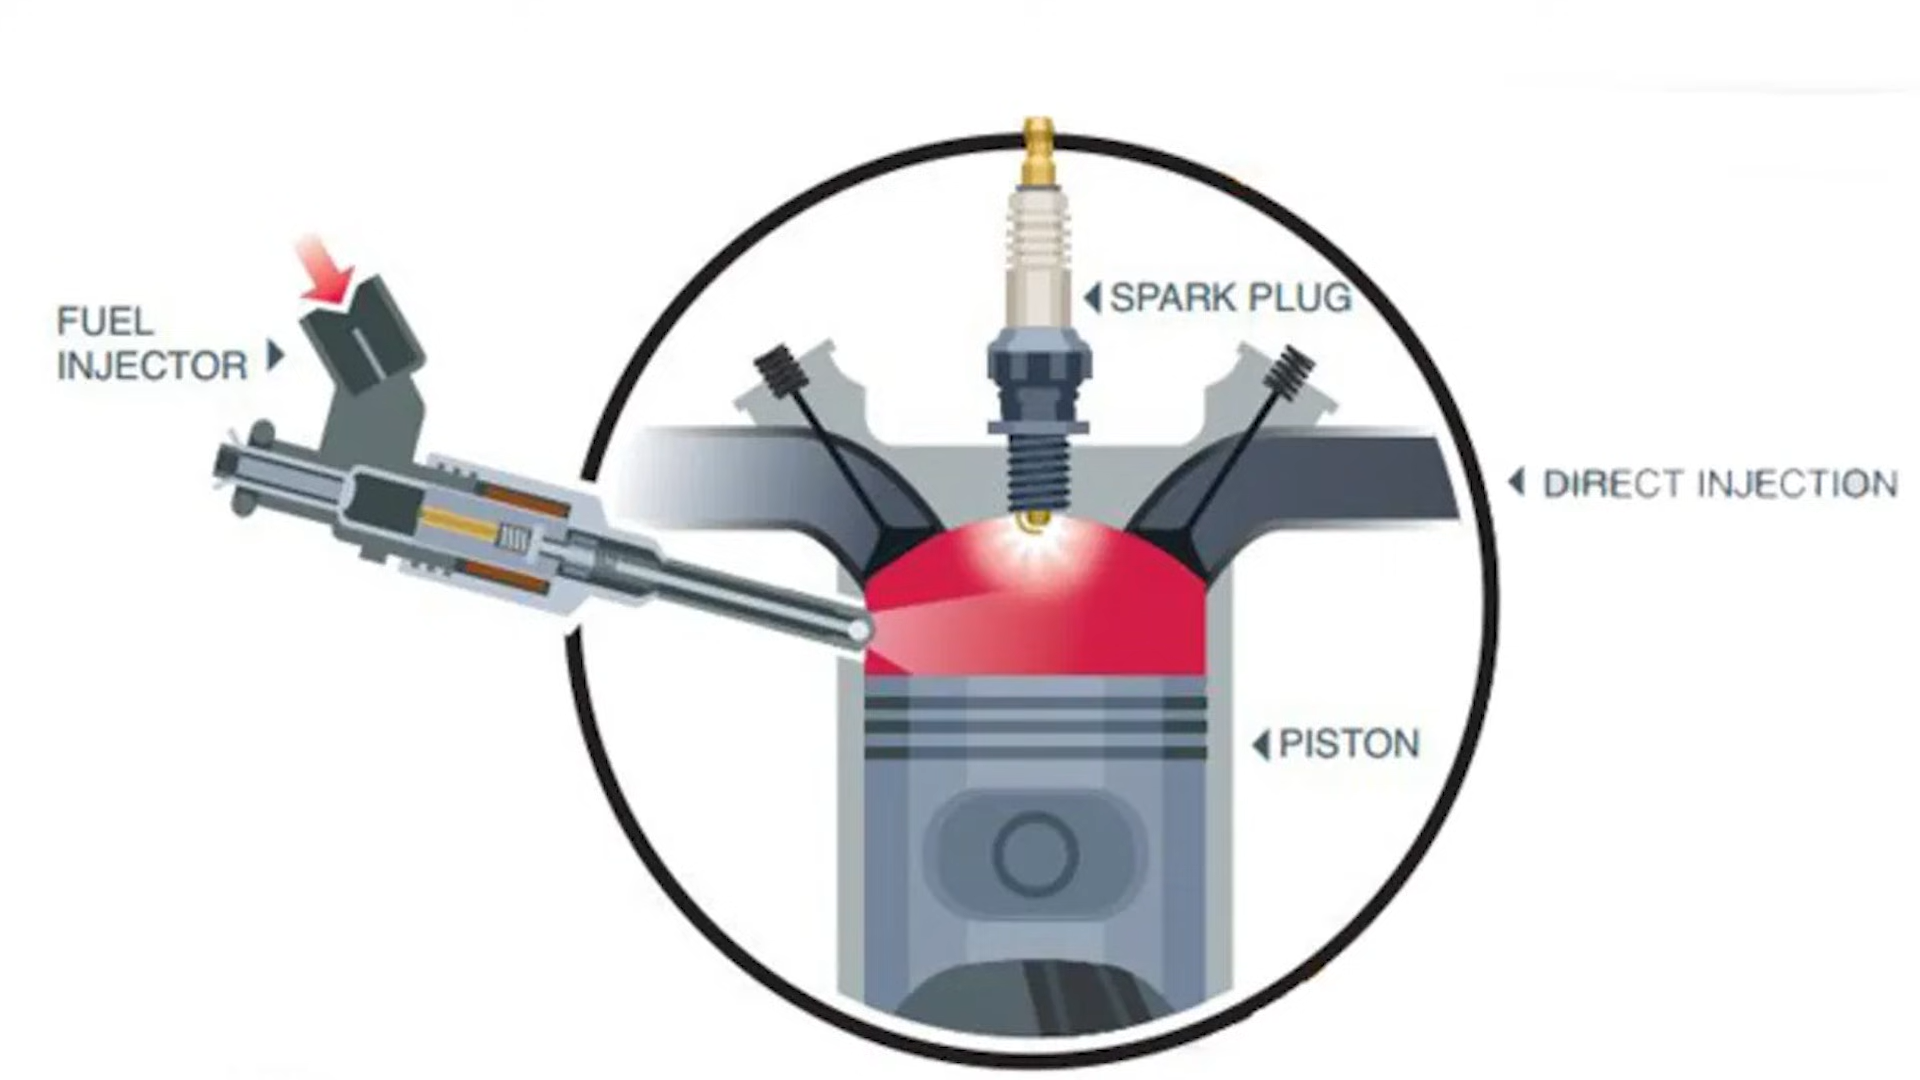 SPARK PLUG
FUEL
INJECTOR
DIRECT INJECTION
PISTON